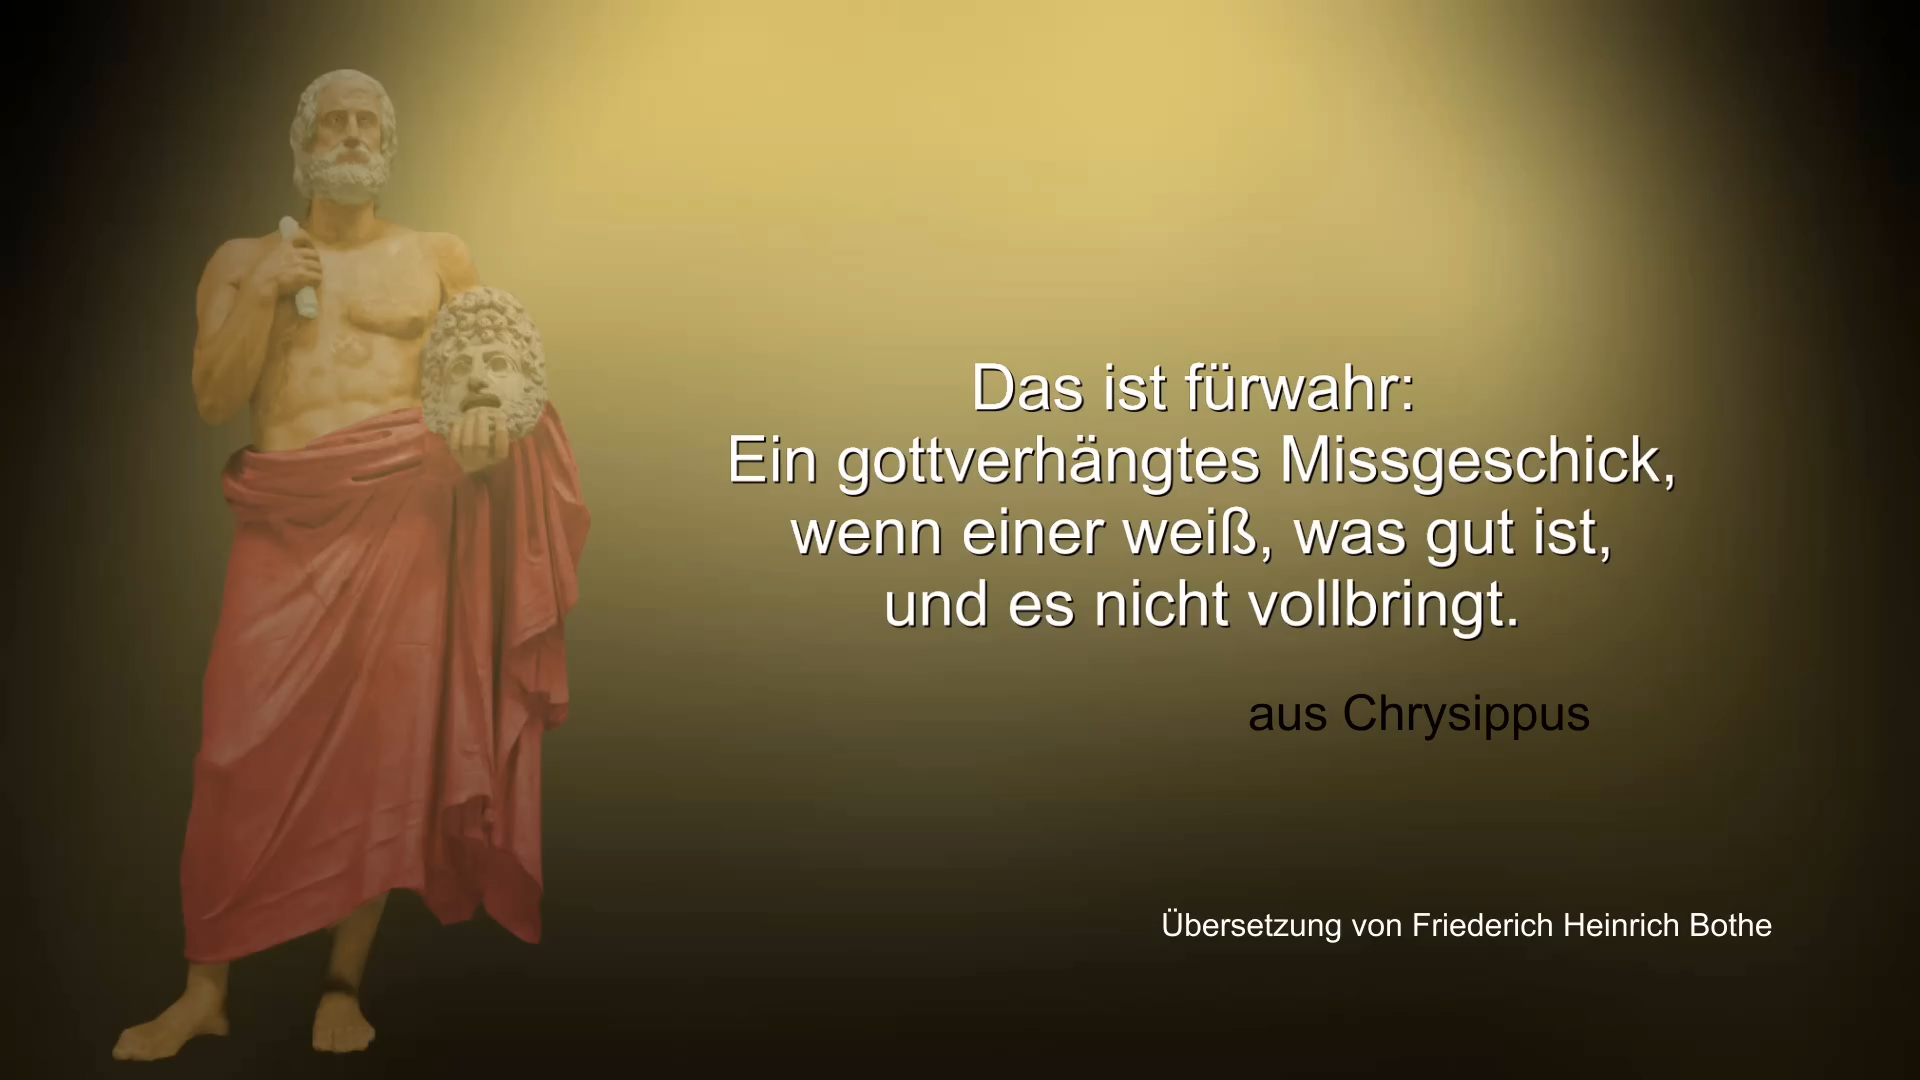 Das ist fürwahr:
Ein gottverhängtes Missgeschick,
wenn einer weiß, was gut ist,
und es nicht vollbringt.
aus Chrysippus
Übersetzung von Friederich Heinrich Bothe